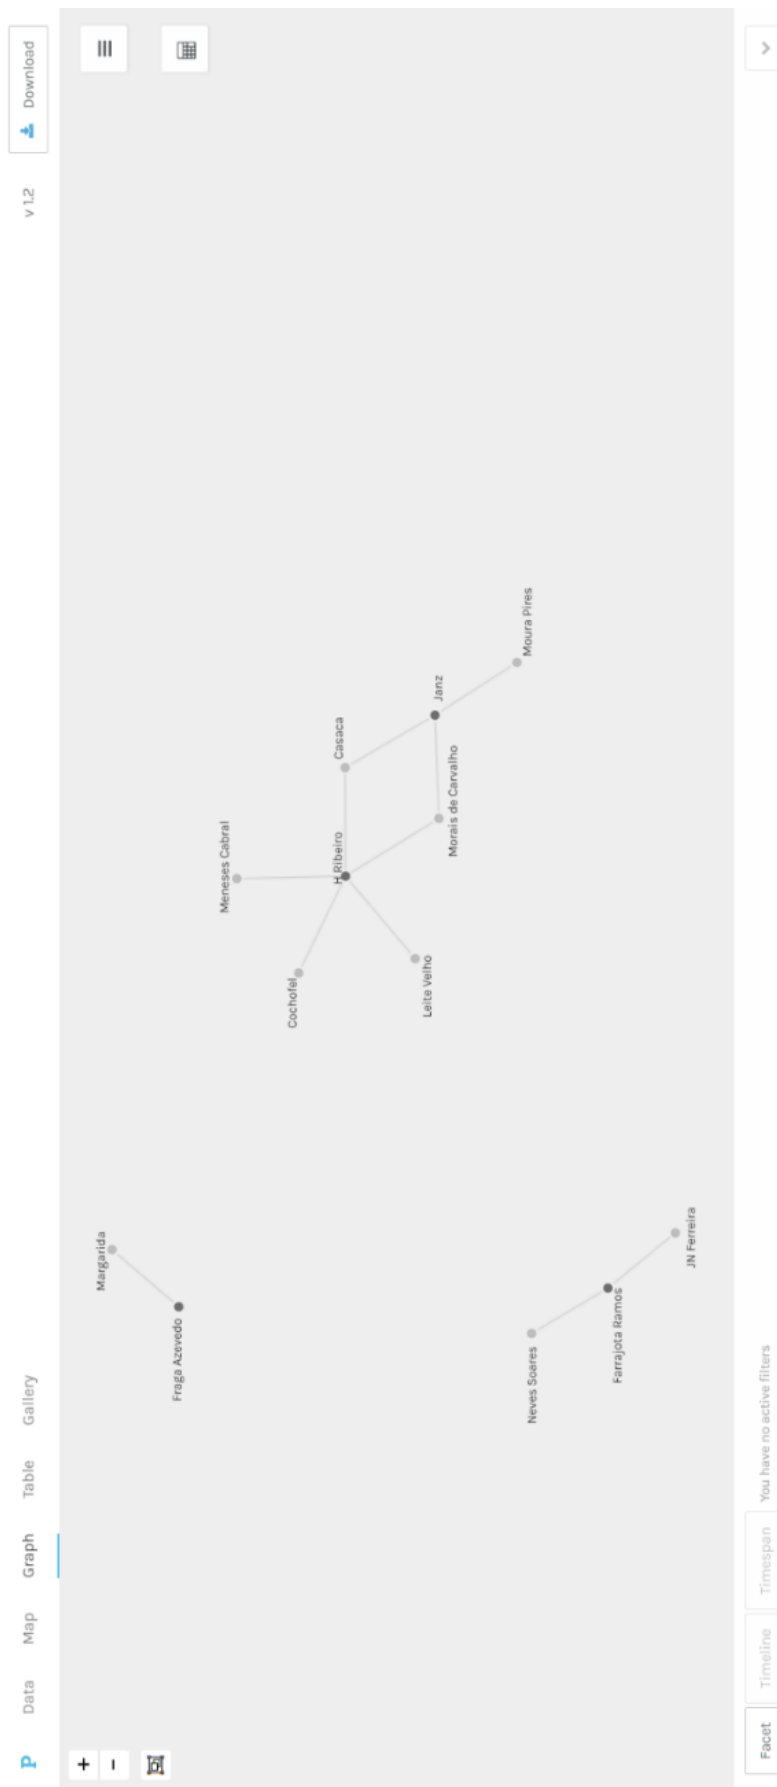 P Data Map Graph Table Gallery v 1.2 Download
Margarida
Fraga Azevedo
Meneses Cabral
Cochofel
H Ribeiro
Casaca
Leite Velho
Janz
Morais de Carvalho
Moura Pires
Neves Soares
Farrajota Ramos
JN Ferreira
Facet Timeline Timespan You have no active filters